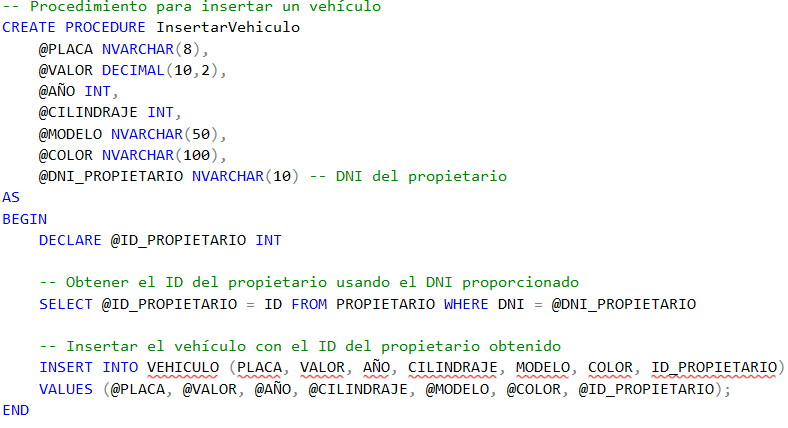 -- Procedimiento para insertar un vehículo
CREATE PROCEDURE InsertarVehiculo
@PLACA NVARCHAR(8),
@VALOR DECIMAL(10,2),
@AÑO INT,
@CILINDRAJE INT,
@MODELO NVARCHAR(50),
@COLOR NVARCHAR(100),
@DNI_PROPIETARIO NVARCHAR(10) -- DNI del propietario
AS
BEGIN
DECLARE @ID_PROPIETARIO INT
-- Obtener el ID del propietario usando el DNI proporcionado
SELECT @ID_PROPIETARIO = ID FROM PROPIETARIO WHERE DNI = @DNI_PROPIETARIO
-- Insertar el vehículo con el ID del propietario obtenido
INSERT INTO VEHICULO (PLACA, VALOR, AÑO, CILINDRAJE, MODELO, COLOR, ID_PROPIETARIO)
VALUES (@PLACA, @VALOR, @AÑO, @CILINDRAJE, @MODELO, @COLOR, @ID_PROPIETARIO);
END